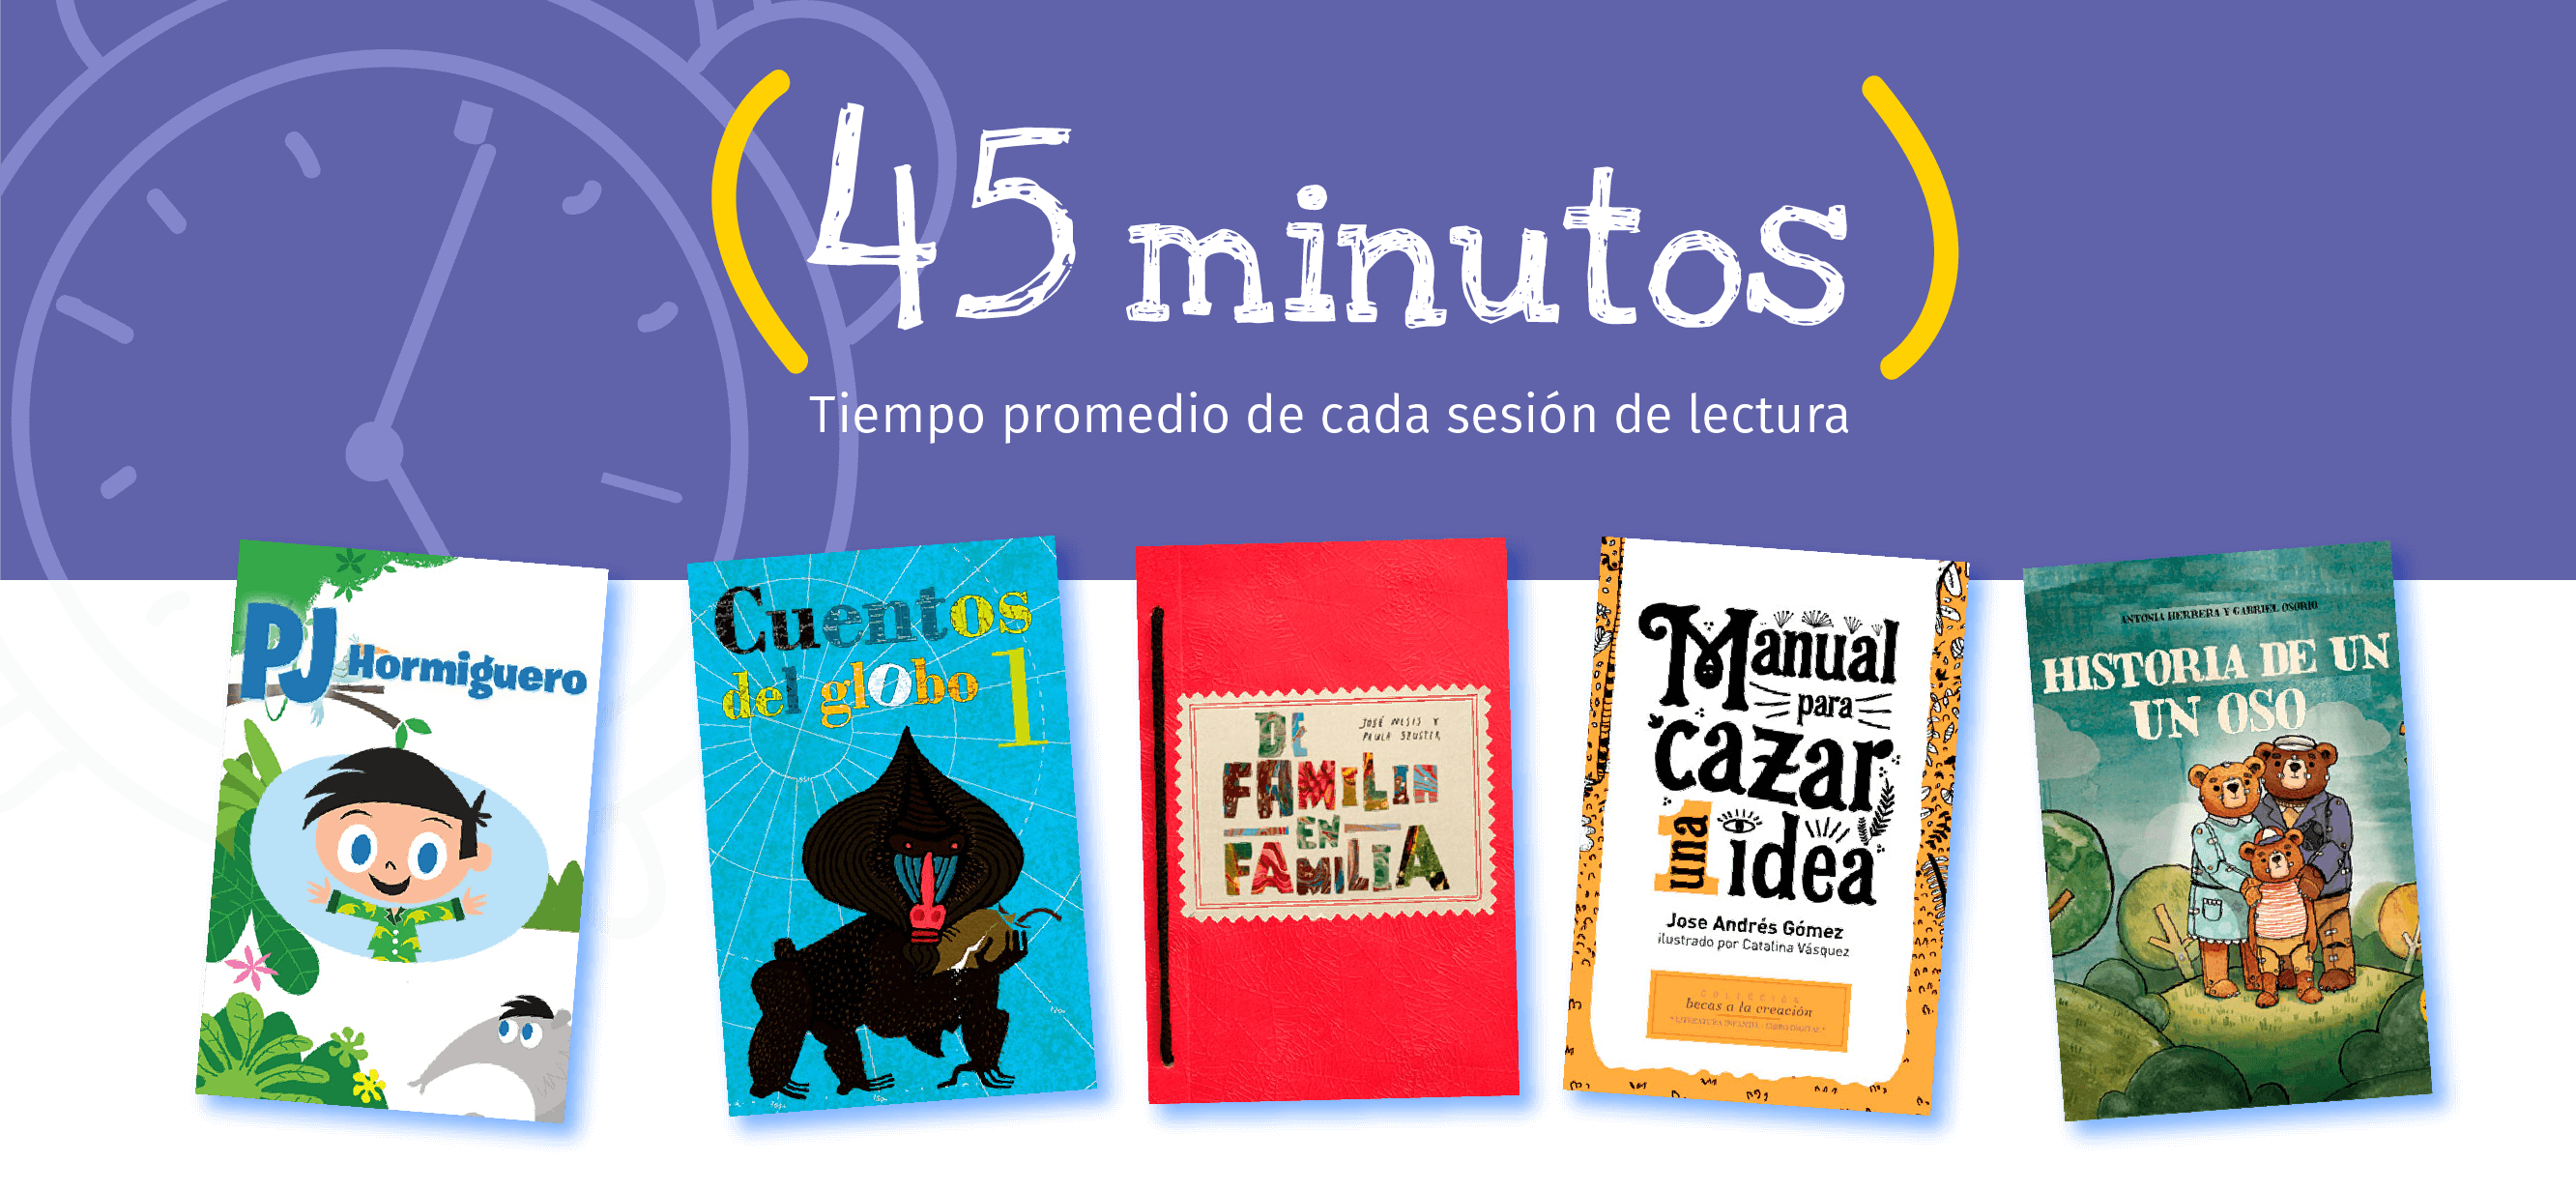 (45 minutos)
Tiempo promedio de cada sesión de lectura
PJ Hormiguero
Cuentos
del globo 1
DE
JOSÉ NESIS Y
PAULA SZUSTER
FAMILIA
EN
FAMILIA
Manual
para
cazar
una idea
Jose Andrés Gómez
ilustrado por Catalina Vásquez
COLECCIÓN
becas a la creación
ANTONIA HERRERA Y GABRIEL OSORIO
HISTORIA DE UN
UN OSO